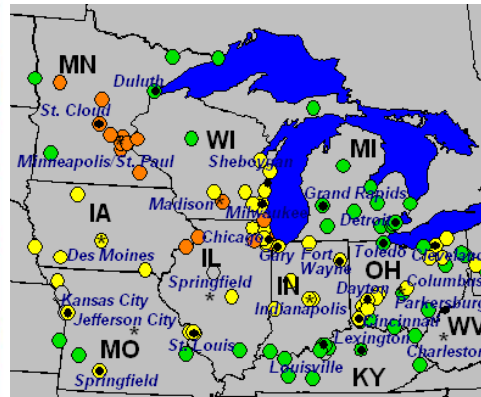 MN
Duluth
St. Cloud
WI
Minneapolis/St. Paul
Sheboygan
MI
Grand Rapids
Madison
Milwaukee
IA
Detroit
Chicago
Des Moines
Gary
Fort Wayne
Toledo
Cleveland
IL
OH
Springfield
IN
Columbus
Kansas City
Indianapolis
Dayton
Parkersburg
Jefferson City
Cincinnati
WV
MO
St. Louis
Lexington
Charleston
Springfield
Louisville
KY